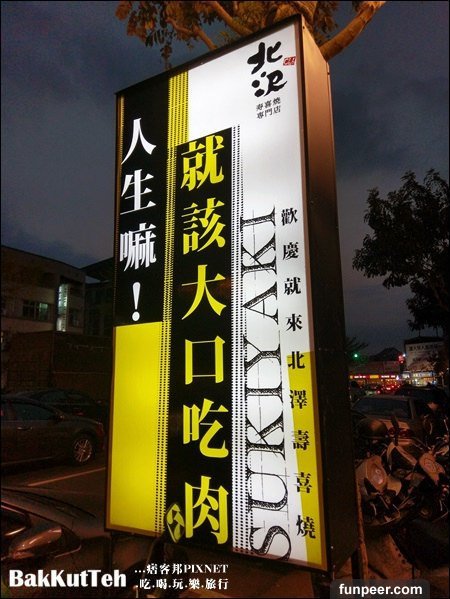 北沢
壽喜燒
專門店
人生嘛！
就該大口吃肉
SUKIYAKI
歡慶就來北澤壽喜燒
BakKutTeh
...痞客邦PIXNET
吃.喝.玩.樂.旅行
funpeer.com